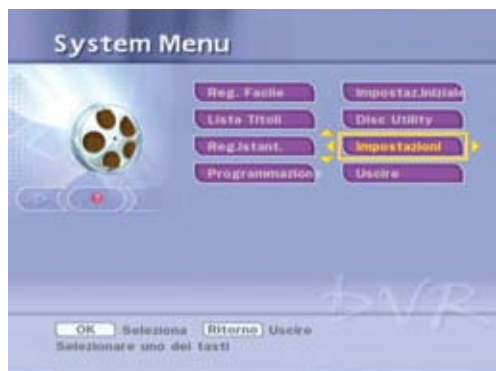 System Menu
Reg. Facile Impostaz.Iniziale
Lista Titoli Disc Utility
Reg.Istant. Impostazioni
Programmazione Uscire
DVR
OK Seleziona Ritorno Uscire
Selezionare uno dei tasti